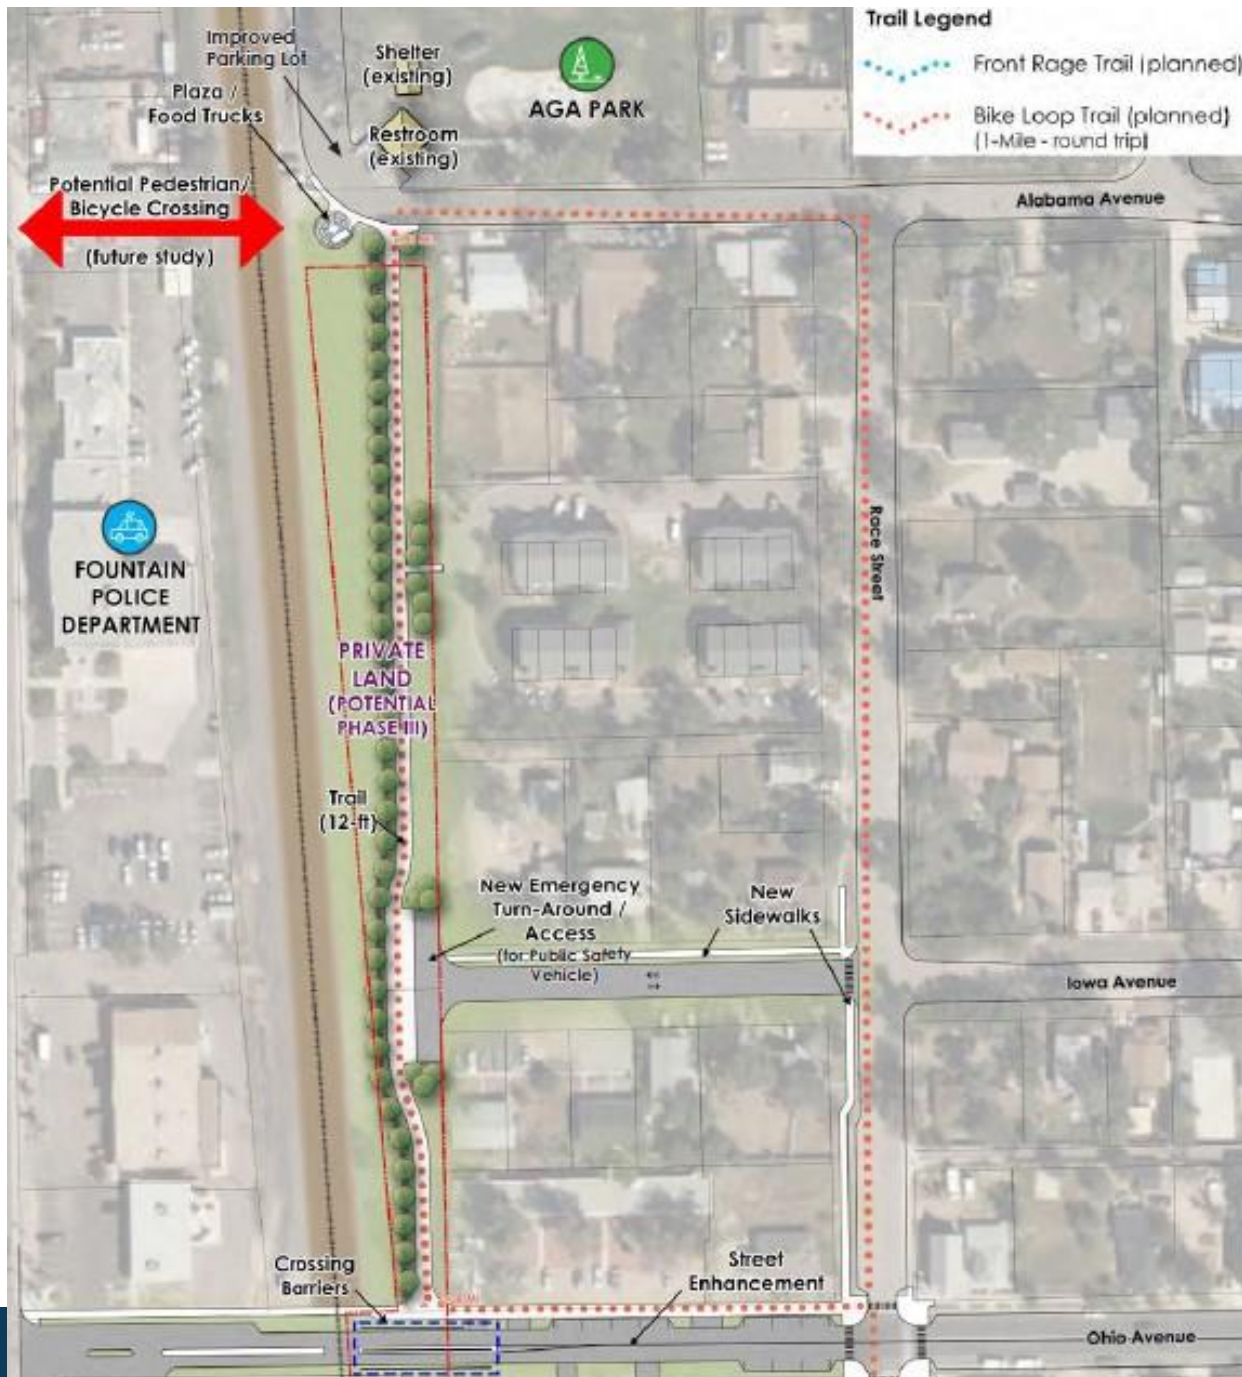 Trail Legend
Front Rage Trail (planned)
Bike Loop Trail (planned)
(1-Mile - round trip)
Improved
Parking Lot
Shelter
(existing)
Plaza /
Food Trucks
AGA PARK
Restroom
(existing)
Potential Pedestrian/
Bicycle Crossing
(future study)
Alabama Avenue
Race Street
FOUNTAIN
POLICE
DEPARTMENT
PRIVATE
LAND
(POTENTIAL
PHASE III)
Trail
(12-ft)
New Emergency
Turn-Around /
Access
(for Public Safety
Vehicle)
New
Sidewalks
Iowa Avenue
Crossing
Barriers
Street
Enhancement
Ohio Avenue